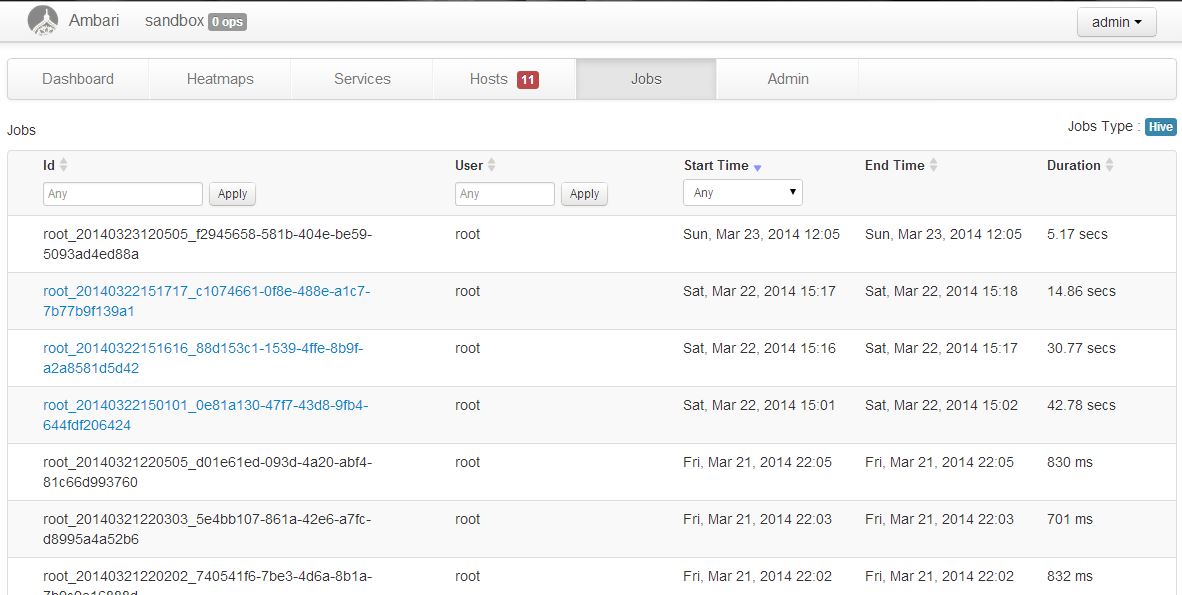 Ambari sandbox 0 ops admin
Dashboard Heatmaps Services Hosts 11 Jobs Admin
Jobs Jobs Type : Hive
Id User Start Time End Time Duration
Any Apply Any Apply Any
root_20140323120505_f2945658-581b-404e-be59- root Sun, Mar 23, 2014 12:05 Sun, Mar 23, 2014 12:05 5.17 secs
5093ad4ed88a
root_20140322151717_c1074661-0f8e-488e-a1c7- root Sat, Mar 22, 2014 15:17 Sat, Mar 22, 2014 15:18 14.86 secs
7b77b9f139a1
root_20140322151616_88d153c1-1539-4ffe-8b9f- root Sat, Mar 22, 2014 15:16 Sat, Mar 22, 2014 15:17 30.77 secs
a2a8581d5d42
root_20140322150101_0e81a130-47f7-43d8-9fb4- root Sat, Mar 22, 2014 15:01 Sat, Mar 22, 2014 15:02 42.78 secs
644fdf206424
root_20140321220505_d01e61ed-093d-4a20-abf4- root Fri, Mar 21, 2014 22:05 Fri, Mar 21, 2014 22:05 830 ms
81c66d993760
root_20140321220303_5e4bb107-861a-42e6-a7fc- root Fri, Mar 21, 2014 22:03 Fri, Mar 21, 2014 22:03 701 ms
d8995a4a52b6
root_20140321220202_740541f6-7be3-4d6a-8b1a- root Fri, Mar 21, 2014 22:02 Fri, Mar 21, 2014 22:02 832 ms